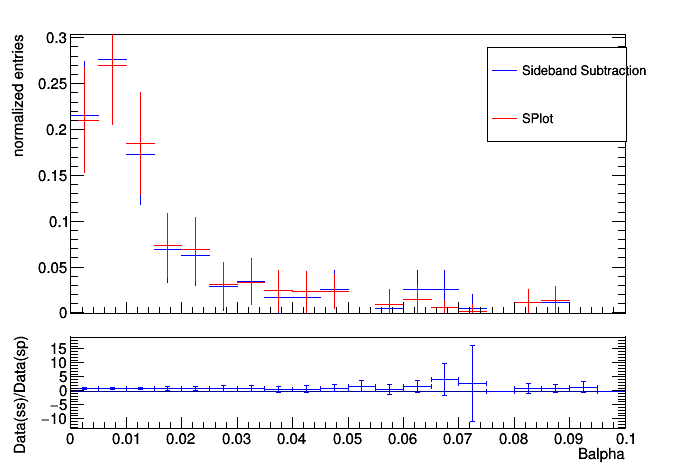 normalized entries
0.3
0.25
0.2
0.15
0.1
0.05
0
Sideband Subtraction
SPlot
Data(ss)/Data(sp)
15
10
5
0
−5
−10
0 0.01 0.02 0.03 0.04 0.05 0.06 0.07 0.08 0.09 0.1
Balpha